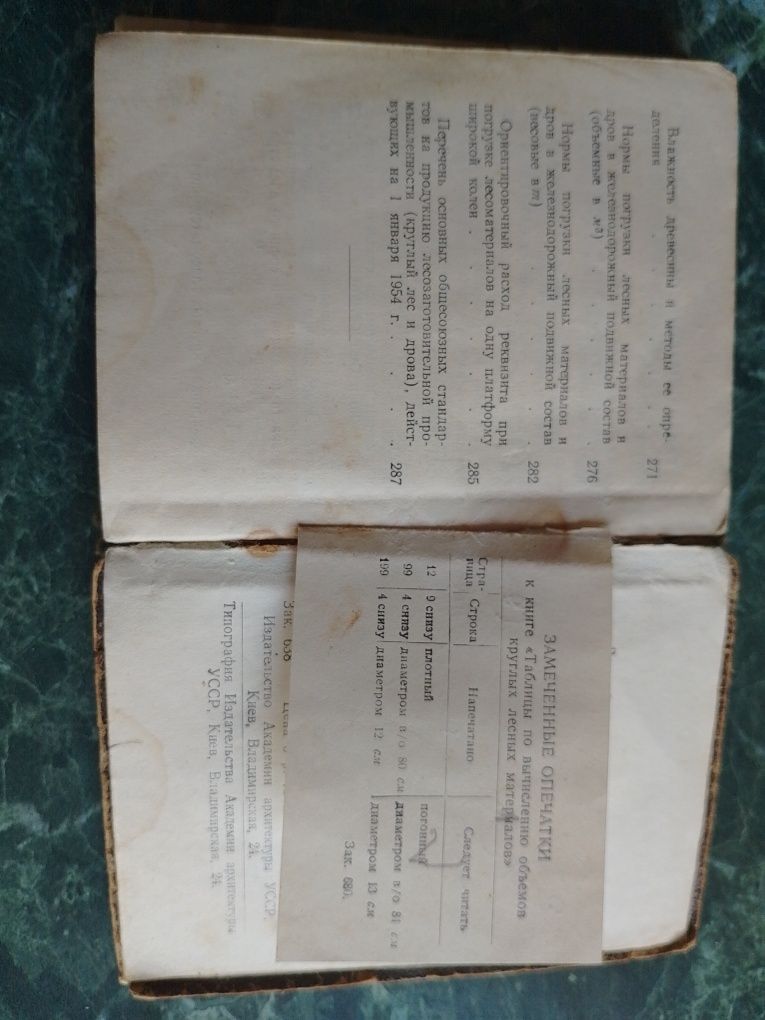 Влажность древесины и методы ее опре-
деления . . . . . . 271
Нормы погрузки лесных материалов и
дров в железнодорожный подвижной состав
(объемные в м³) . . . . . 276
Нормы погрузки лесных материалов и
дров в железнодорожный подвижной состав
(весовые в т) . . . . . 282
Ориентировочный расход реквизита при
погрузке лесоматериалов на одну платформу
широкой колеи . . . . . 285
Перечень основных общесоюзных стандар-
тов на продукцию лесозаготовительной про-
мышленности (круглый лес и дрова), дейст-
вующих на 1 января 1954 г. . . . . 287
ЗАМЕЧЕННЫЕ ОПЕЧАТКИ
к книге «Таблицы по вычислению объемов
круглых лесных материалов»
Стра-
ница Строка Напечатано Следует читать
12 9 снизу плотный погонный
99 4 снизу диаметром в/о 80 см диаметром в/о 81 см
199 4 снизу диаметром 12 см диаметром 13 см
Зак. 680.
Зак. 638 Цена
Издательство Академии архитектуры УССР,
Киев, Владимирская, 24.
Типография Издательства Академии архитектуры
УССР, Киев, Владимирская, 24.